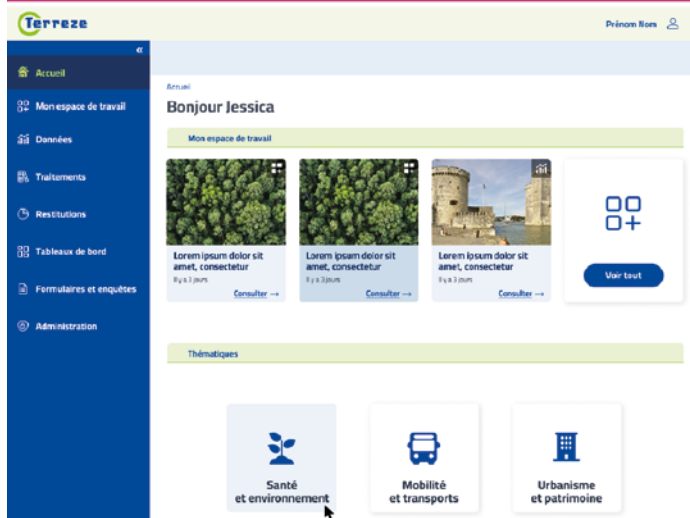 Terreze
Prénom Nom
«
Accueil
Mon espace de travail
Données
Traitements
Restitutions
Tableaux de bord
Formulaires et enquêtes
Administration
Accueil
Bonjour Jessica
Mon espace de travail
Lorem ipsum dolor sit
amet, consectetur
Il y a 3 jours
Consulter →
Lorem ipsum dolor sit
amet, consectetur
Il y a 3 jours
Consulter →
Lorem ipsum dolor sit
amet, consectetur
Il y a 3 jours
Consulter →
Voir tout
Thématiques
Santé
et environnement
Mobilité
et transports
Urbanisme
et patrimoine